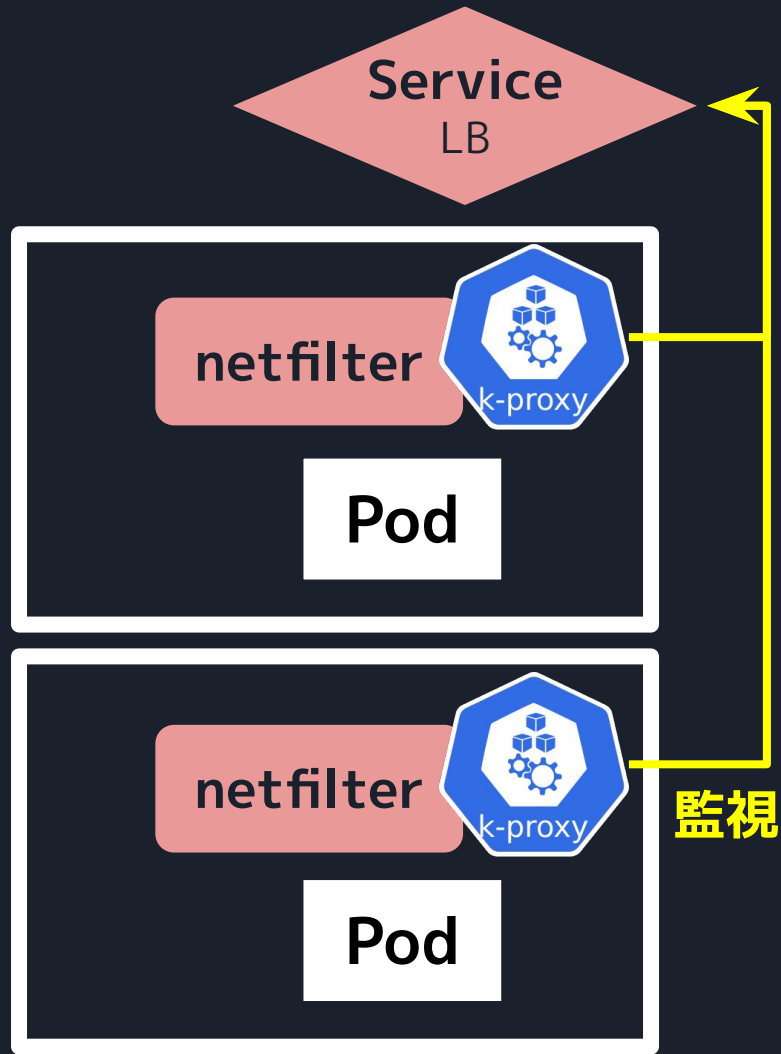 Service
LB
netfilter
k-proxy
Pod
netfilter
k-proxy
監視
Pod